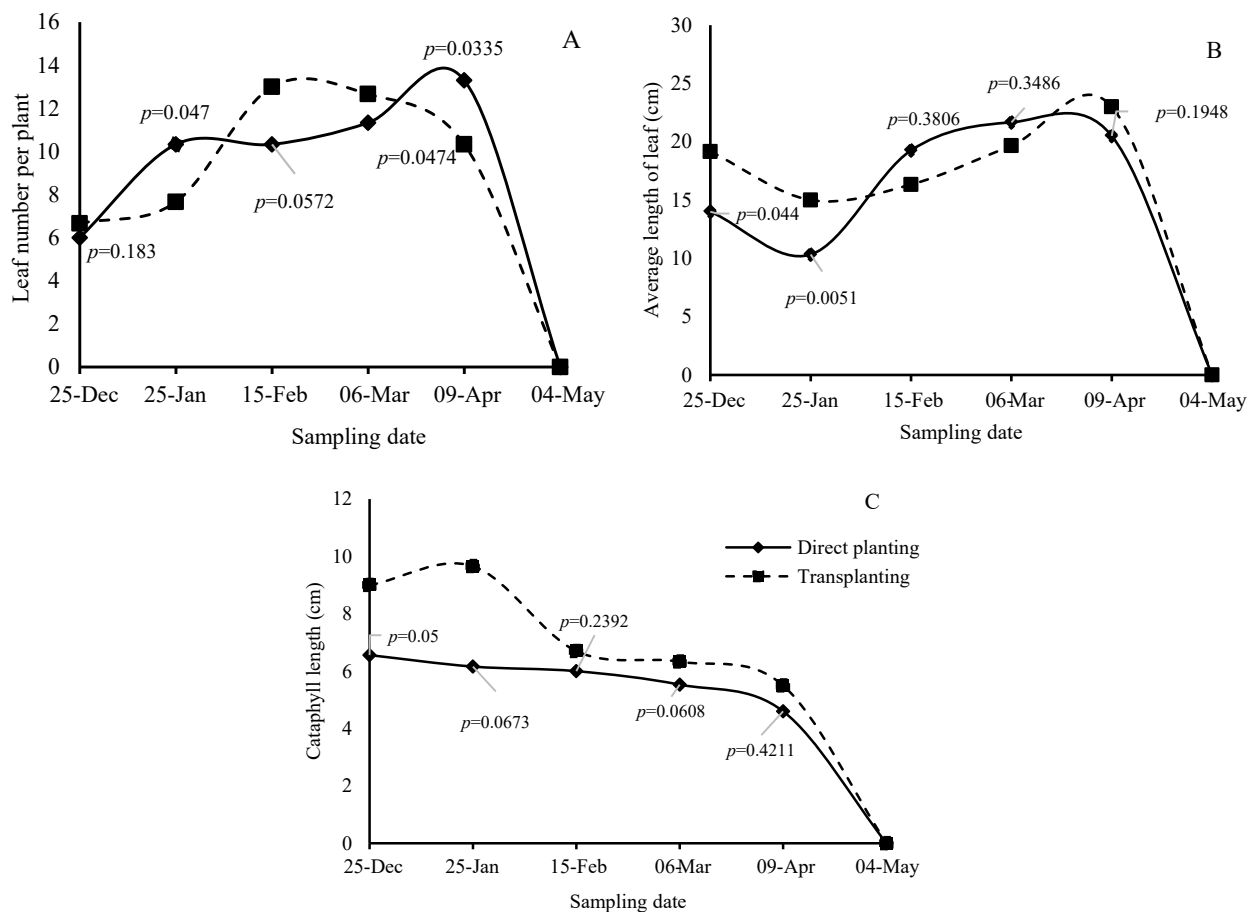 A
Leaf number per plant
16
14
12
10
8
6
4
2
0
p=0.0335
p=0.047
p=0.0474
p=0.0572
p=0.183
25-Dec 25-Jan 15-Feb 06-Mar 09-Apr 04-May
Sampling date
B
Average length of leaf (cm)
30
25
20
15
10
5
0
p=0.3486
p=0.3806
p=0.1948
p=0.044
p=0.0051
25-Dec 25-Jan 15-Feb 06-Mar 09-Apr 04-May
Sampling date
C
Cataphyll length (cm)
12
10
8
6
4
2
0
Direct planting
Transplanting
p=0.2392
p=0.05
p=0.0673
p=0.0608
p=0.4211
25-Dec 25-Jan 15-Feb 06-Mar 09-Apr 04-May
Sampling date